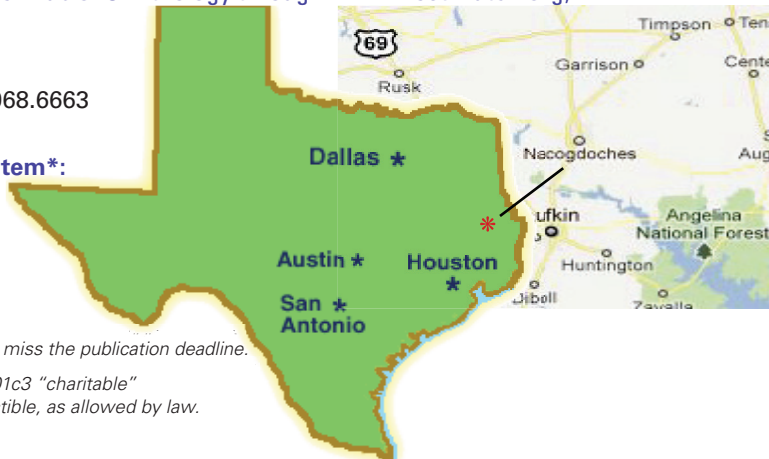 69
Timpson
Garrison
Rusk
068.6663
Dallas
Nacogdoches
tem*:
ufkin
Angelina
National Forest
Austin
Houston
Huntington
San
Antonio
Diboll
Zavalla
miss the publication deadline.
01c3 “charitable”
tible, as allowed by law.